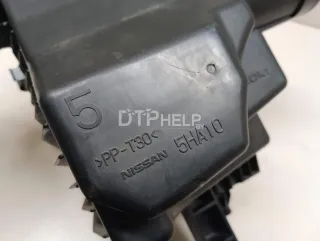 5
DTPHELP
>PP-T30<
5HA10
NISSAN